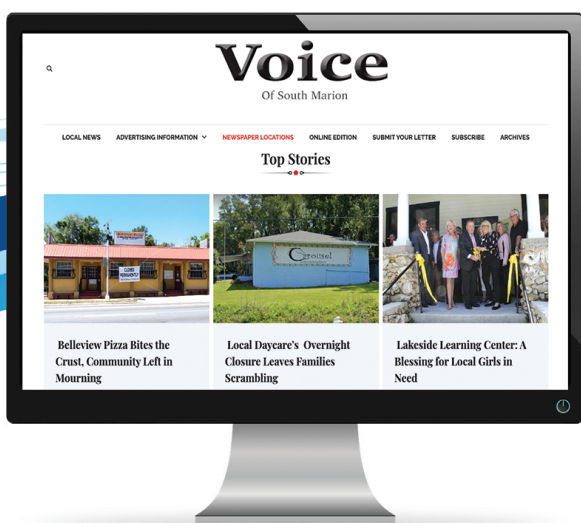 Voice
Of South Marion
LOCAL NEWS ADVERTISING INFORMATION NEWSPAPER LOCATIONS ONLINE EDITION SUBMIT YOUR LETTER SUBSCRIBE ARCHIVES
Top Stories
CLOSED
PERMANENTLY
Carousel
Belleview Pizza Bites the
Crust, Community Left in
Mourning
Local Daycare's Overnight
Closure Leaves Families
Scrambling
Lakeside Learning Center: A
Blessing for Local Girls in
Need